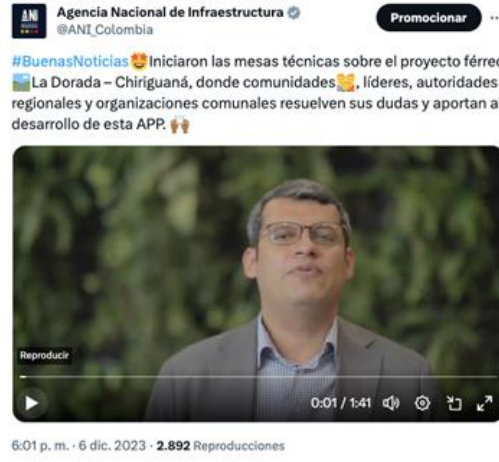 Agencia Nacional de Infraestructura
@ANI_Colombia
Promocionar
ANI
#BuenasNoticias Iniciaron las mesas técnicas sobre el proyecto
La Dorada – Chiriguaná, donde comunidades, líderes, autoridades
regionales y organizaciones comunales resuelven sus dudas y aportan a
desarrollo de esta APP.
Reproducir
0:01 / 1:41
6:01 p. m. · 6 dic. 2023 · 2.892 Reproducciones